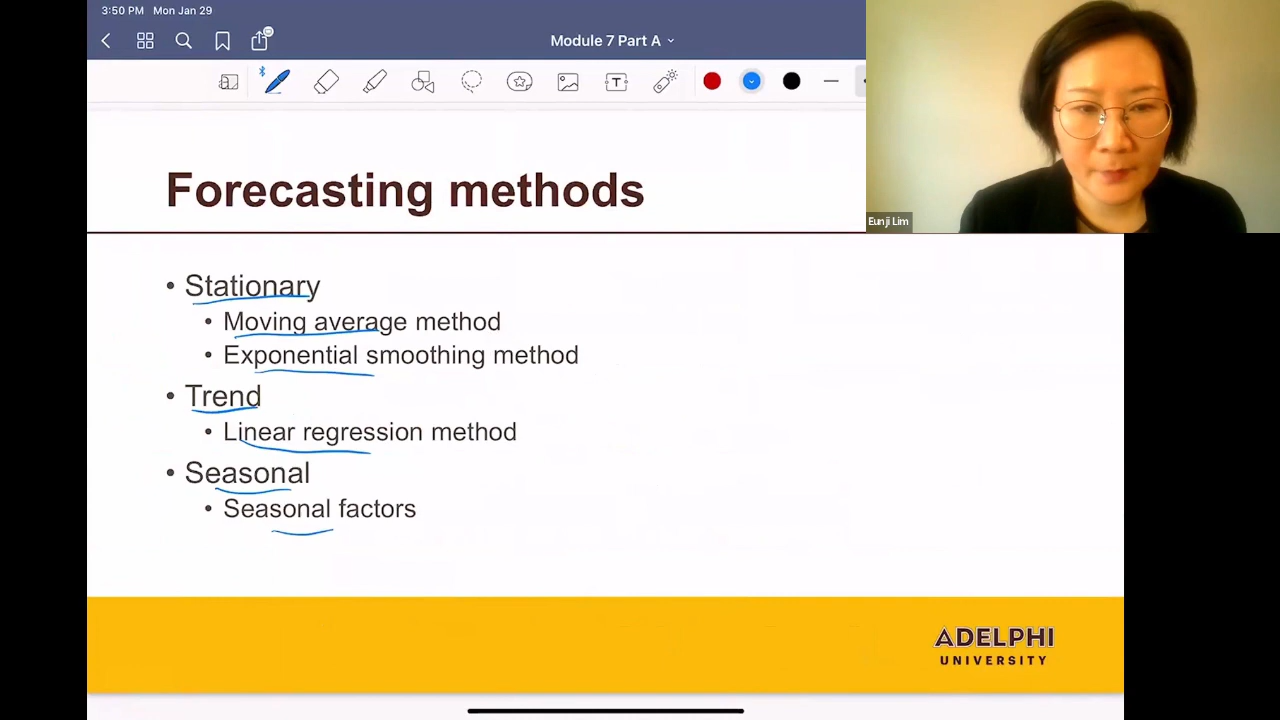 3:50 PM Mon Jan 29
Module 7 Part A
T
Eunji Lim
Forecasting methods
• Stationary
• Moving average method
• Exponential smoothing method
• Trend
• Linear regression method
• Seasonal
• Seasonal factors
ADELPHI
UNIVERSITY